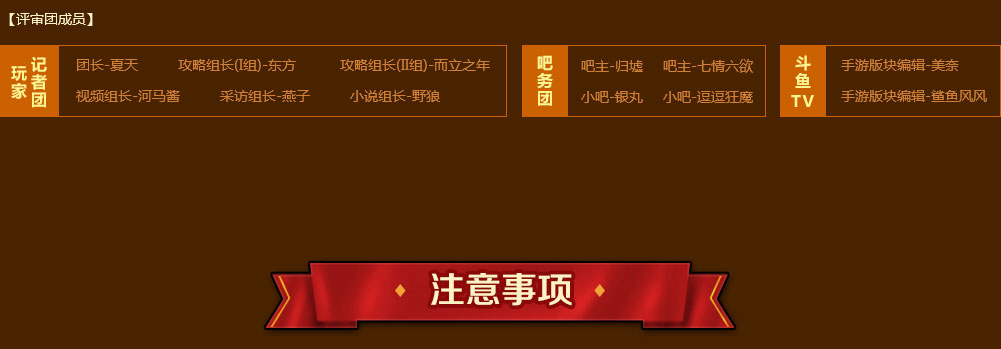 【评审团成员】
玩家
记者团
团长-夏天 攻略组长(I组)-东方 攻略组长(II组)-而立之年
视频组长-河马酱 采访组长-燕子 小说组长-野狼
吧务团
吧主-归墟 吧主-七情六欲
小吧-银丸 小吧-逗逗狂魔
斗鱼TV
手游版块编辑-美奈
手游版块编辑-鲨鱼风风
注意事项